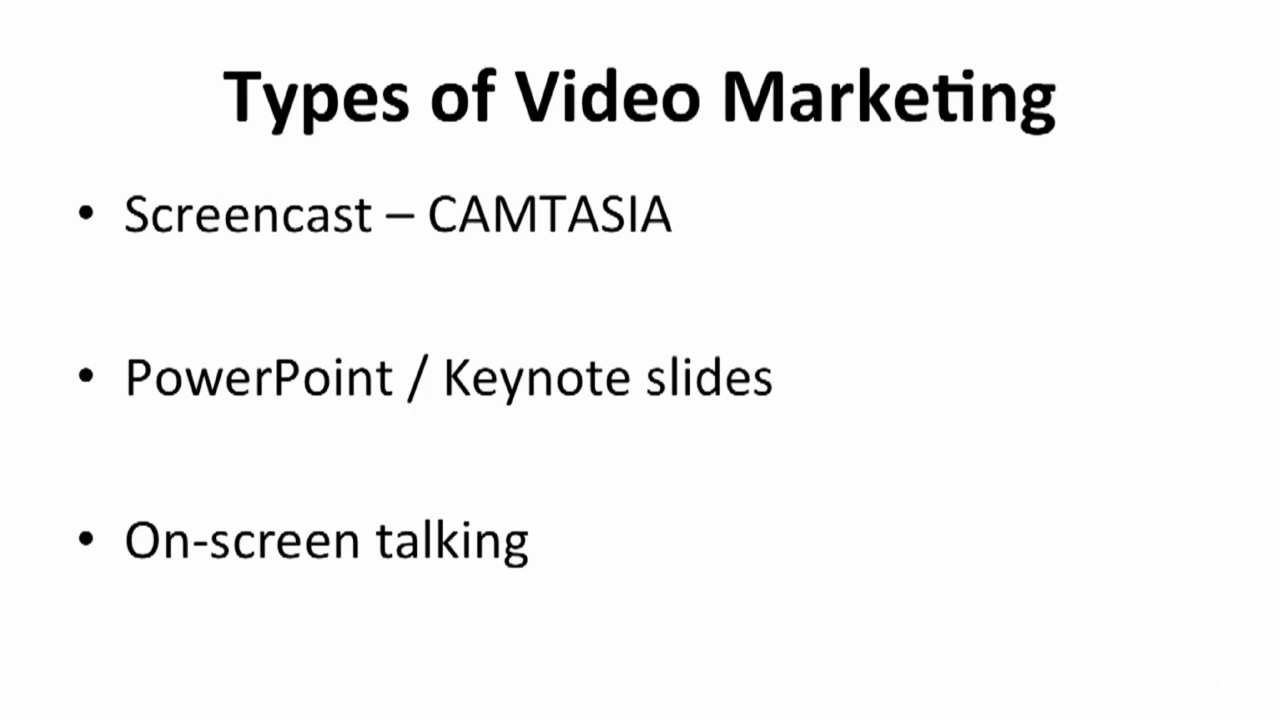 Types of Video Marketing
• Screencast – CAMTASIA
• PowerPoint / Keynote slides
• On-screen talking